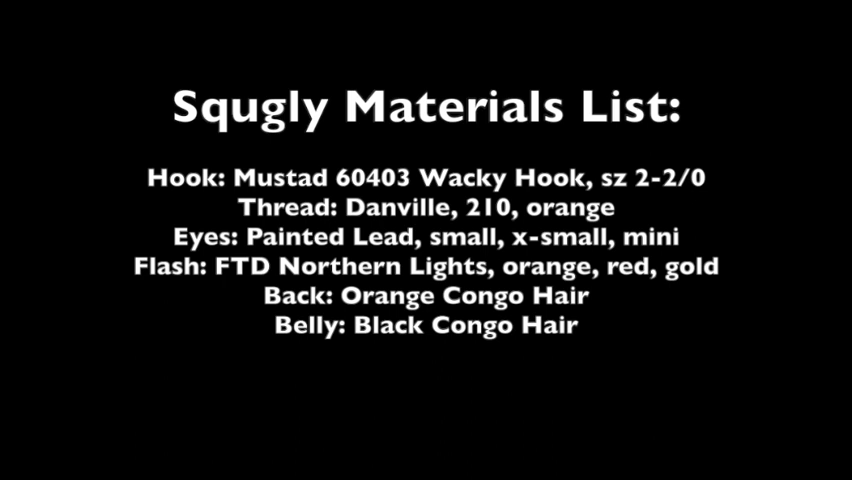 Squgly Materials List:
Hook: Mustad 60403 Wacky Hook, sz 2-2/0
Thread: Danville, 210, orange
Eyes: Painted Lead, small, x-small, mini
Flash: FTD Northern Lights, orange, red, gold
Back: Orange Congo Hair
Belly: Black Congo Hair